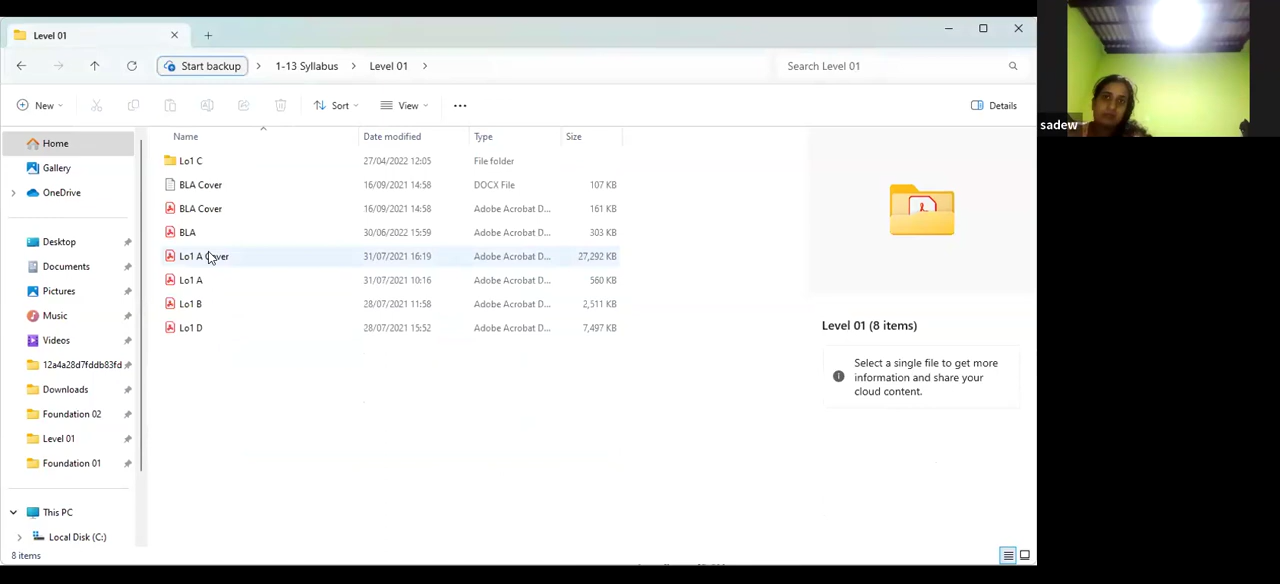 Level 01
Start backup 1-13 Syllabus Level 01
Search Level 01
New Sort View Details
Name Date modified Type Size
Home
Gallery
OneDrive
Desktop
Documents
Pictures
Music
Videos
12a4a28d7fddb83fd
Downloads
Foundation 02
Level 01
Foundation 01
This PC
Local Disk (C:)
Lo1 C 27/04/2022 12:05 File folder
BLA Cover 16/09/2021 14:58 DOCX File 107 KB
BLA Cover 16/09/2021 14:58 Adobe Acrobat D... 161 KB
BLA 30/06/2022 15:59 Adobe Acrobat D... 303 KB
Lo1 A Cover 31/07/2021 16:19 Adobe Acrobat D... 27,292 KB
Lo1 A 31/07/2021 10:16 Adobe Acrobat D... 560 KB
Lo1 B 28/07/2021 11:58 Adobe Acrobat D... 2,511 KB
Lo1 D 28/07/2021 15:52 Adobe Acrobat D... 7,497 KB
Level 01 (8 items)
Select a single file to get more
information and share your
cloud content.
8 items
sadew